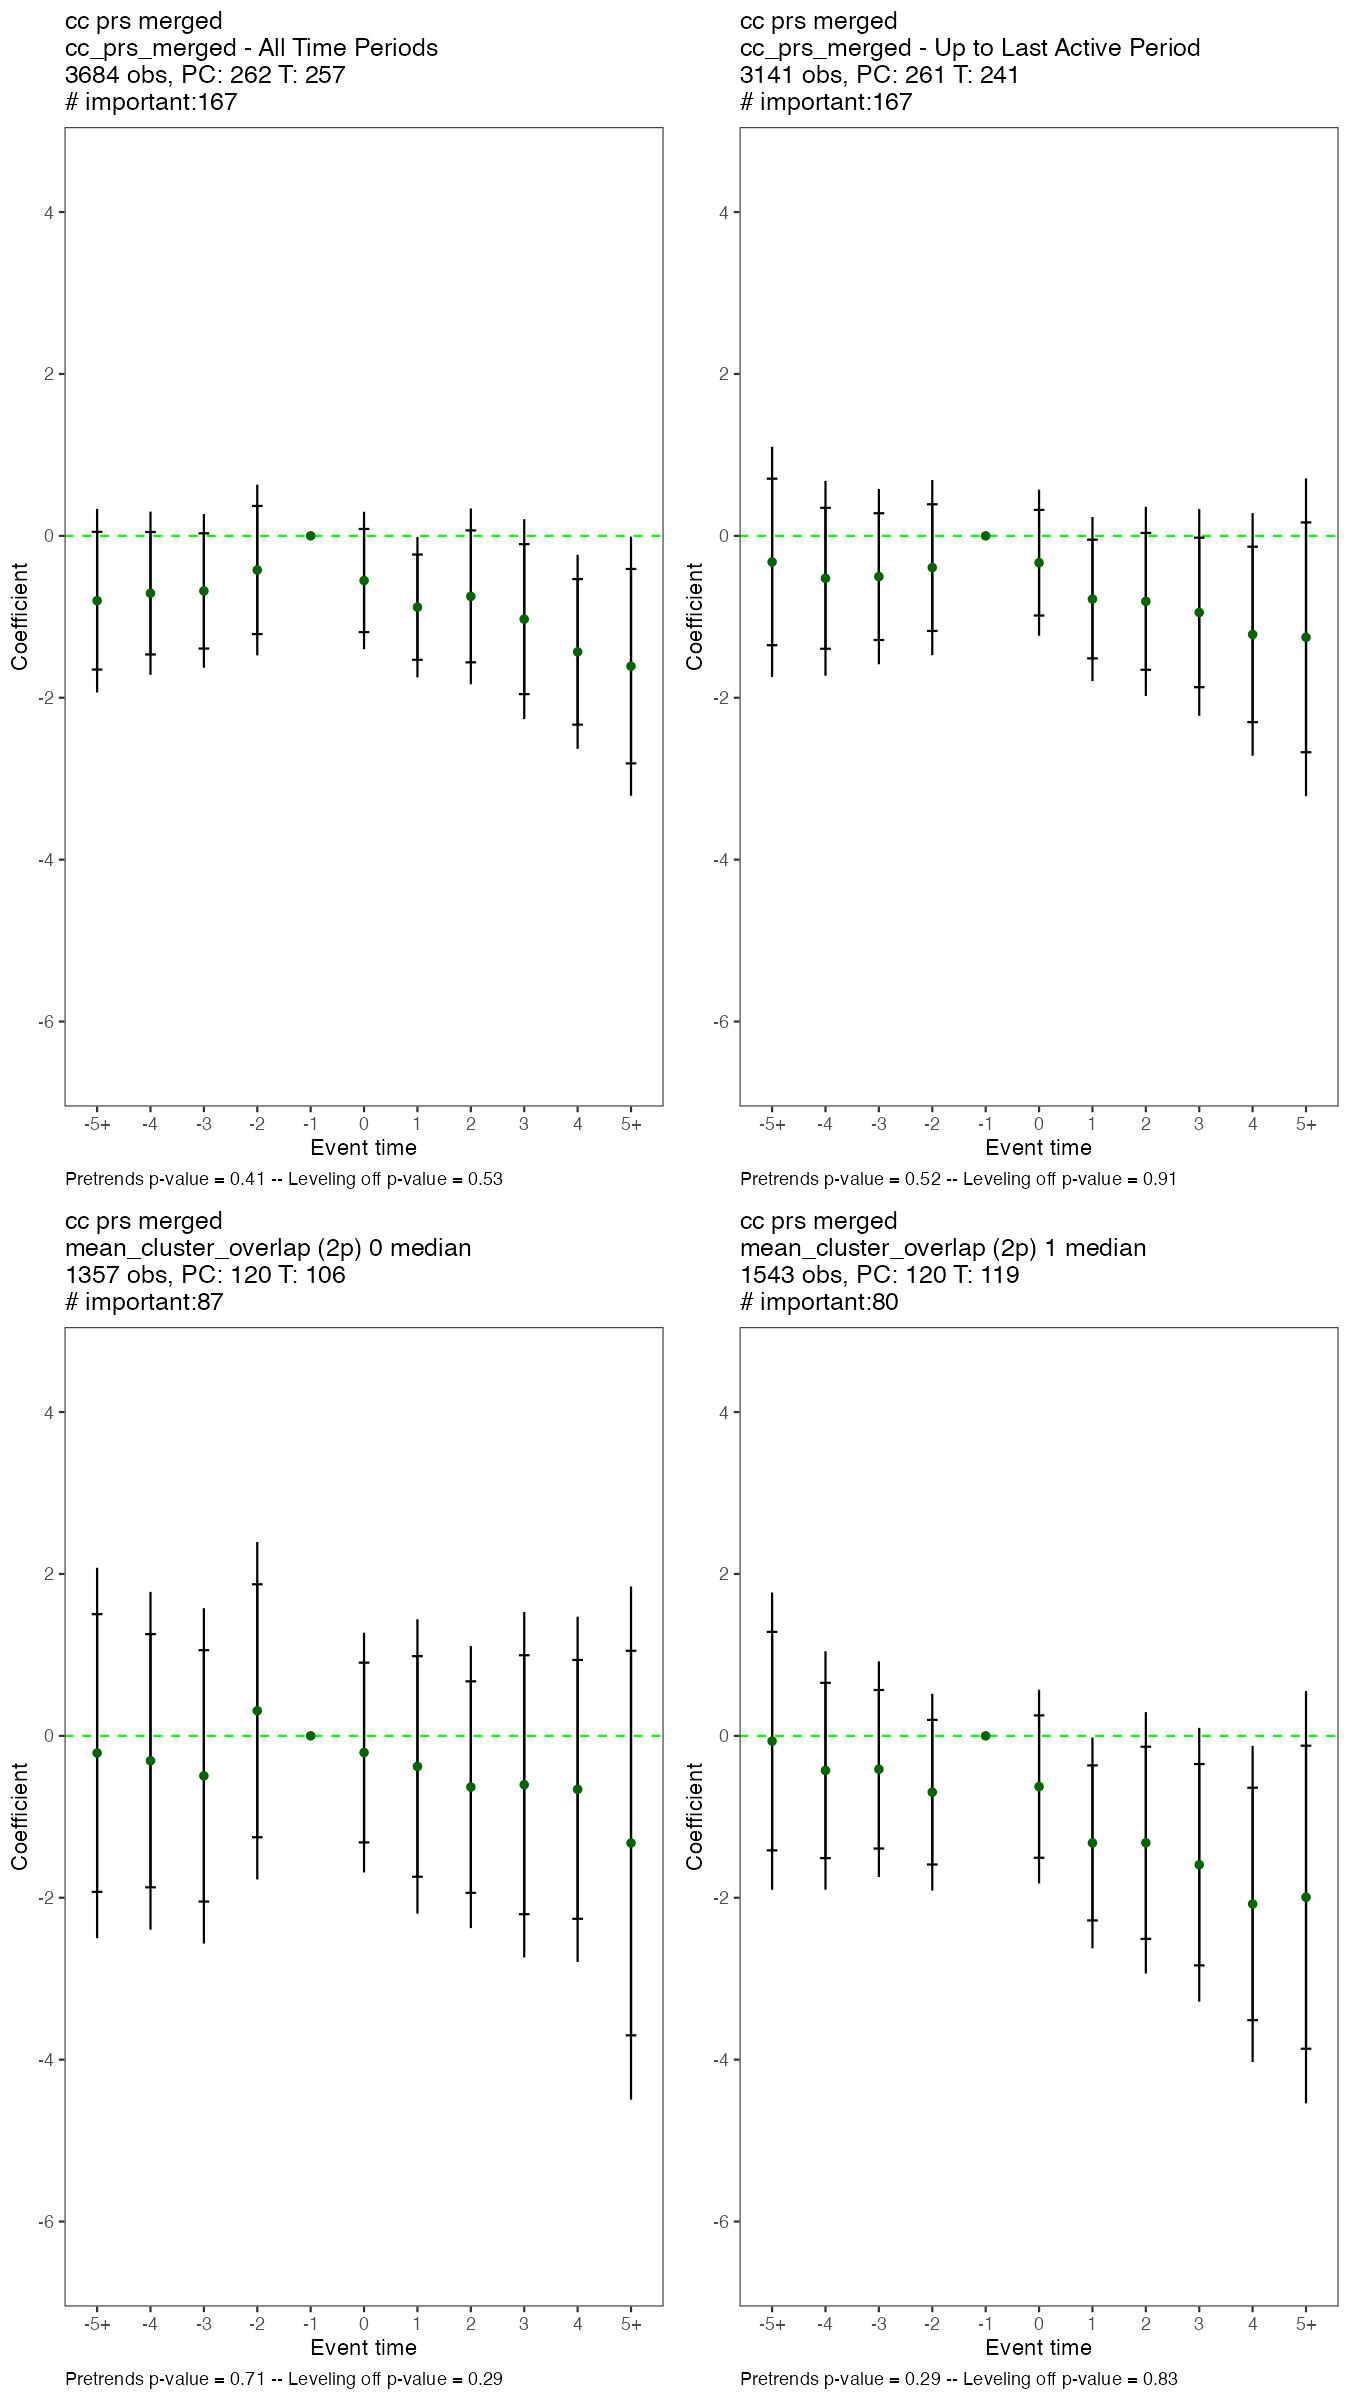 cc prs merged
cc_prs_merged - All Time Periods
3684 obs, PC: 262 T: 257
# important:167
4
2
0
-2
-4
-6
Coefficient
-5+ -4 -3 -2 -1 0 1 2 3 4 5+
Event time
Pretrends p-value = 0.41 -- Leveling off p-value = 0.53
cc prs merged
cc_prs_merged - Up to Last Active Period
3141 obs, PC: 261 T: 241
# important:167
4
2
0
-2
-4
-6
Coefficient
-5+ -4 -3 -2 -1 0 1 2 3 4 5+
Event time
Pretrends p-value = 0.52 -- Leveling off p-value = 0.91
cc prs merged
mean_cluster_overlap (2p) 0 median
1357 obs, PC: 120 T: 106
# important:87
4
2
0
-2
-4
-6
Coefficient
-5+ -4 -3 -2 -1 0 1 2 3 4 5+
Event time
Pretrends p-value = 0.71 -- Leveling off p-value = 0.29
cc prs merged
mean_cluster_overlap (2p) 1 median
1543 obs, PC: 120 T: 119
# important:80
4
2
0
-2
-4
-6
Coefficient
-5+ -4 -3 -2 -1 0 1 2 3 4 5+
Event time
Pretrends p-value = 0.29 -- Leveling off p-value = 0.83